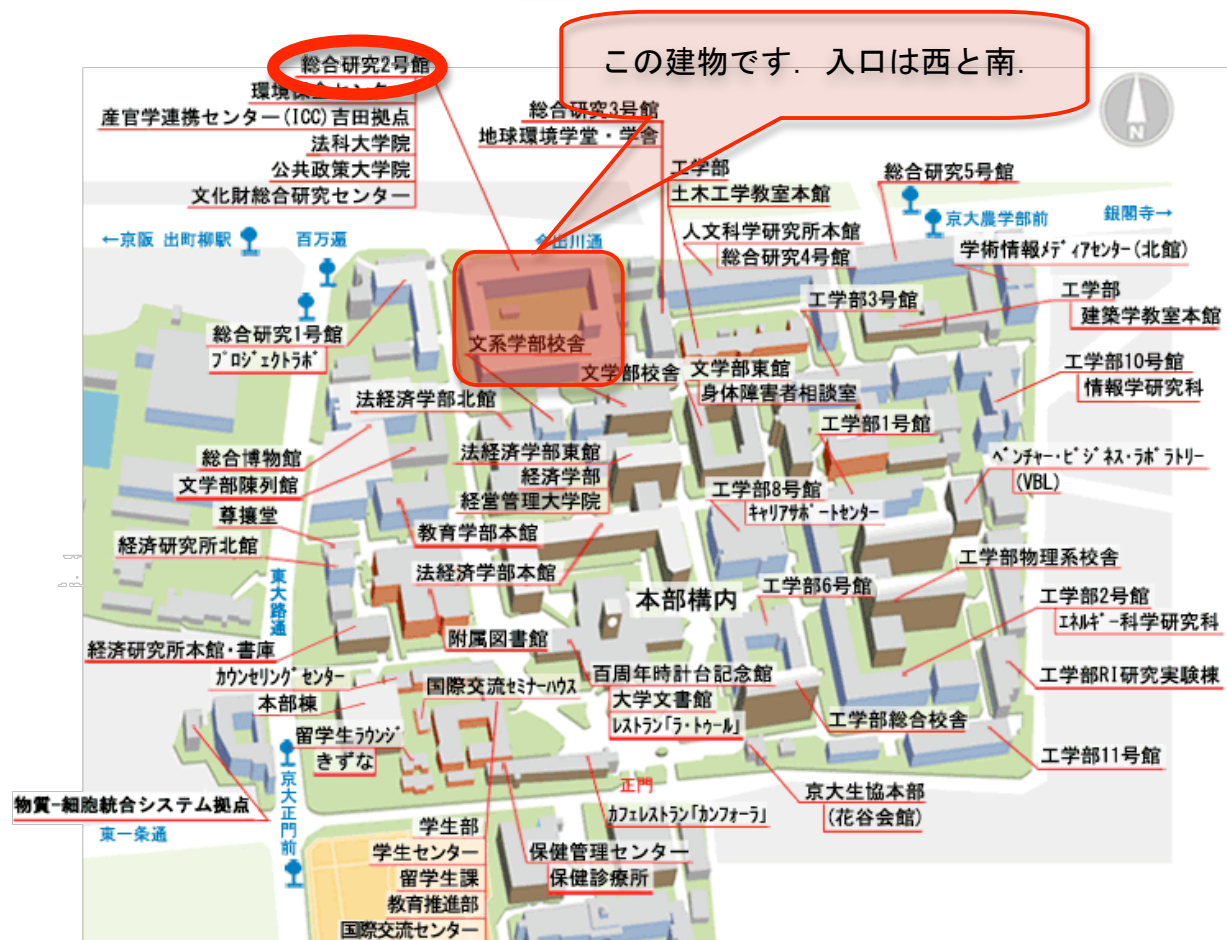 この建物です．入口は西と南．
総合研究2号館
環境保全センター
産官学連携センター(ICC)吉田拠点
法科大学院
公共政策大学院
文化財総合研究センター
総合研究3号館
地球環境学堂・学舎
工学部
土木工学教室本館
総合研究5号館
N
人文科学研究所本館
総合研究4号館
京大農学部前
銀閣寺→
学術情報ﾒﾃﾞｨｱｾﾝﾀｰ(北館)
←京阪 出町柳駅
百万遍
今出川通
工学部3号館
工学部
建築学教室本館
総合研究1号館
ﾌﾟﾛｼﾞｪｸﾄﾗﾎﾞ
文系学部校舎
文学部校舎
文学部東館
身体障害者相談室
工学部10号館
情報学研究科
法経済学部北館
工学部1号館
総合博物館
文学部陳列館
法経済学部東館
経済学部
経営管理大学院
ﾍﾞﾝﾁｬｰ･ﾋﾞｼﾞﾈｽ･ﾗﾎﾞﾗﾄﾘｰ
(VBL)
工学部8号館
ｷｬﾘｱｻﾎﾟｰﾄｾﾝﾀｰ
尊攘堂
経済研究所北館
教育学部本館
法経済学部本館
工学部物理系校舎
東大路通
本部構内
工学部6号館
工学部2号館
ｴﾈﾙｷﾞｰ科学研究科
経済研究所本館・書庫
附属図書館
ｶｳﾝｾﾘﾝｸﾞｾﾝﾀｰ
国際交流ｾﾐﾅｰﾊｳｽ
百周年時計台記念館
大学文書館
ﾚｽﾄﾗﾝ｢ﾗ･ﾄｩｰﾙ｣
工学部RI研究実験棟
本部棟
留学生ﾗｳﾝｼﾞ
きずな
工学部総合校舎
工学部11号館
正門
物質-細胞統合システム拠点
京大正門前
東一条通
ｶﾌｪﾚｽﾄﾗﾝ｢ｶﾝﾌｫｰﾗ｣
京大生協本部
(花谷会館)
学生部
学生センター
留学生課
教育推進部
国際交流センター
保健管理センター
保健診療所